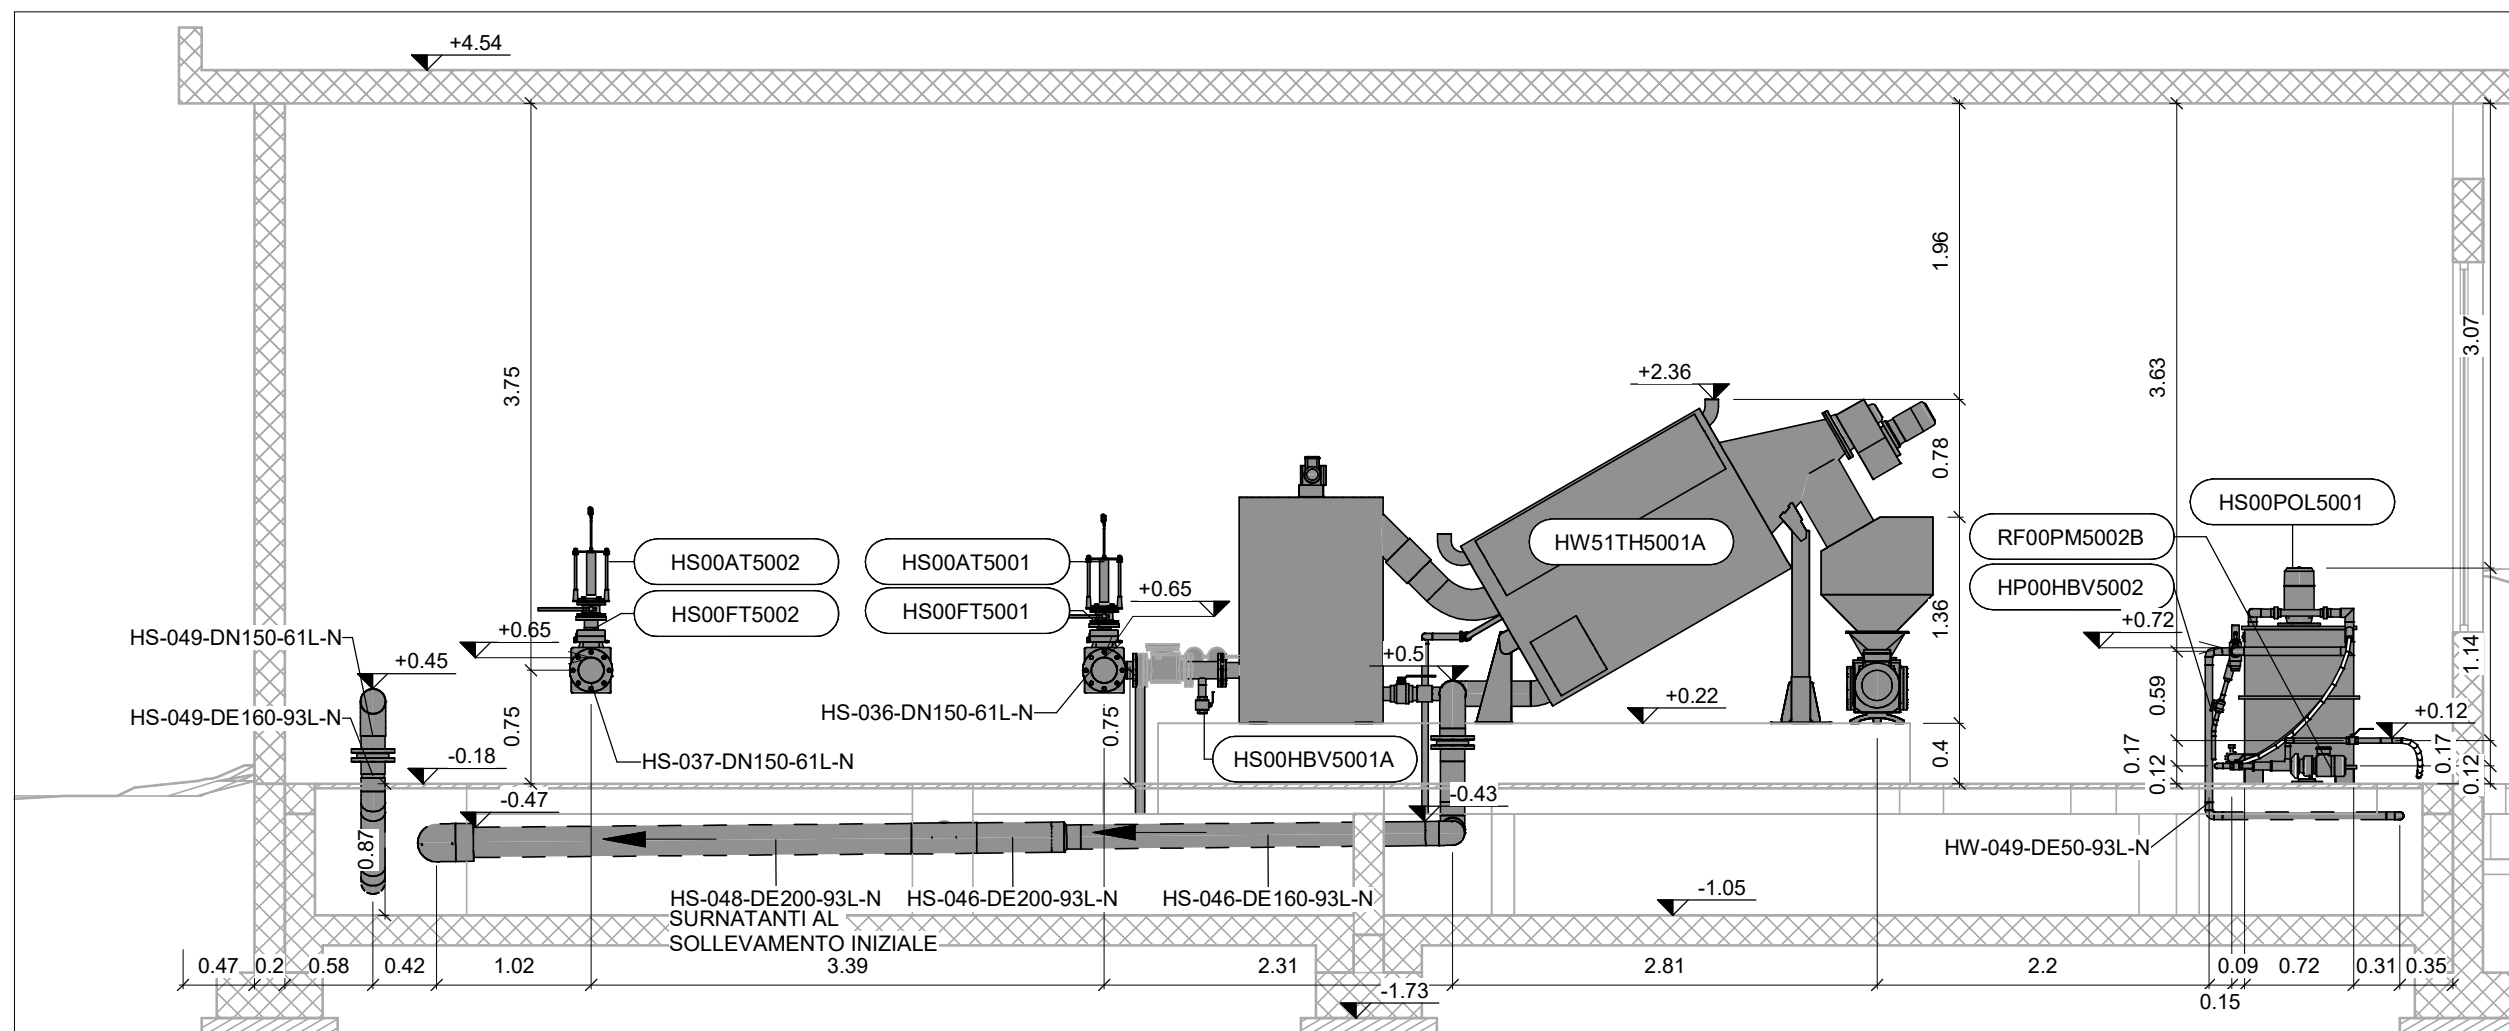 +4.54
3.75
1.96
3.63
3.07
+2.36
0.78
HS00POL5001
HS00AT5002
HS00AT5001
HW51TH5001A
RF00PM5002B
HS00FT5002
HS00FT5001
+0.65
HP00HBV5002
1.36
HS-049-DN150-61L-N
+0.65
+0.72
+0.45
+0.5
1.14
HS-049-DE160-93L-N
HS-036-DN150-61L-N
+0.22
0.59
+0.12
0.75
0.75
HS-037-DN150-61L-N
HS00HBV5001A
0.4
0.17
0.12
0.17
0.12
-0.18
-0.47
-0.43
0.87
HW-049-DE50-93L-N
HS-048-DE200-93L-N
HS-046-DE200-93L-N
HS-046-DE160-93L-N
-1.05
SURNATANTI AL
SOLLEVAMENTO INIZIALE
0.47
0.2
0.58
0.42
1.02
3.39
2.31
2.81
2.2
0.09
0.72
0.31
0.35
-1.73
0.15